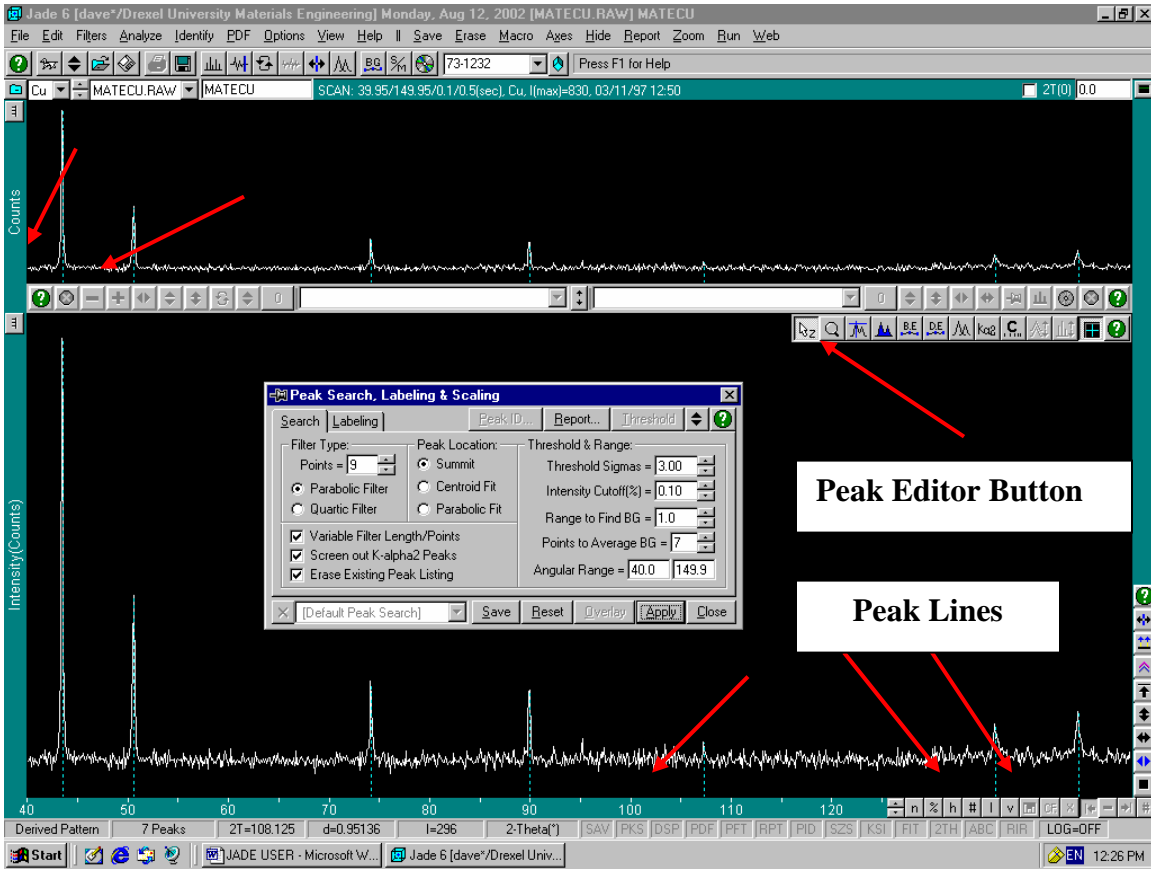 Jade 6 [dave*/Drexel University Materials Engineering] Monday, Aug 12, 2002 [MATECU.RAW] MATECU
File Edit Filters Analyze Identify PDF Options View Help || Save Erase Macro Axes Hide Report Zoom Run Web
BG S/M 73-1232 Press F1 for Help
Cu MATECU.RAW MATECU SCAN: 39.95/149.95/0.1/0.5(sec), Cu, I(max)=830, 03/11/97 12:50 2T(0) 0.0
Counts
0 0
Z B.E D.E Kα2 C
Peak Search, Labeling & Scaling
Search Labeling Peak ID... Report... Threshold
Filter Type: Peak Location: Threshold & Range:
Points = 9 Summit Threshold Sigmas = 3.00
Parabolic Filter Centroid Fit Intensity Cutoff(%) = 0.10
Quartic Filter Parabolic Fit Range to Find BG = 1.0
Variable Filter Length/Points Points to Average BG = 7
Screen out K-alpha2 Peaks
Erase Existing Peak Listing Angular Range = 40.0 149.9
[Default Peak Search] Save Reset Overlay Apply Close
Peak Editor Button
Peak Lines
Intensity(Counts)
40 50 60 70 80 90 100 110 120 n % h # l v CF #
Derived Pattern 7 Peaks 2T=108.125 d=0.95136 I=296 2-Theta(°) SAV PKS DSP PDF PFT RPT PID SZS KSI FIT 2TH ABC RIR LOG=OFF
Start JADE USER - Microsoft W... Jade 6 [dave*/Drexel Univ... EN 12:26 PM